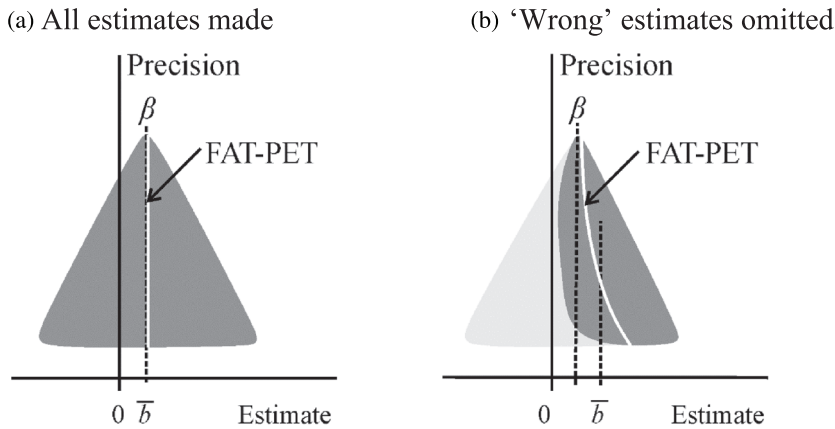 (a) All estimates made
Precision
β
FAT-PET
0 b̅ Estimate
(b) ‘Wrong’ estimates omitted
Precision
β
FAT-PET
0 b̅ Estimate